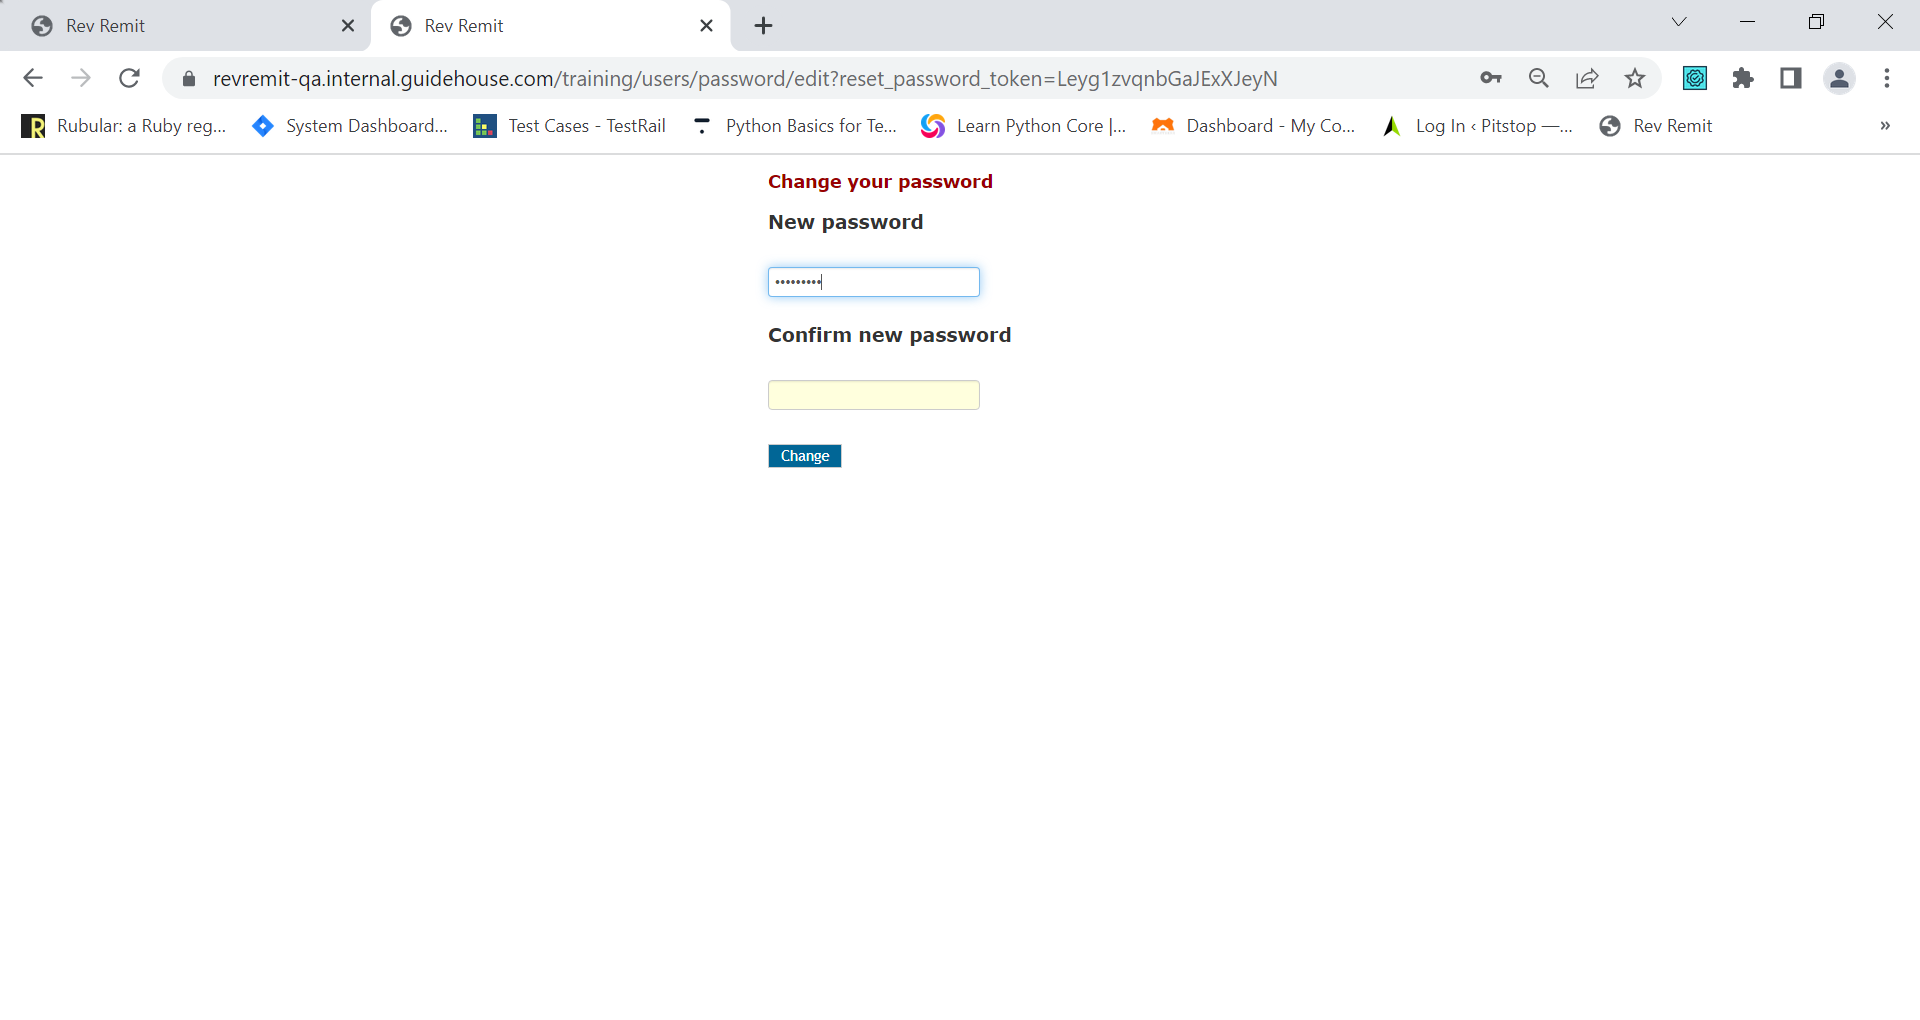 Rev Remit
Rev Remit
revremit-qa.internal.guidehouse.com/training/users/password/edit?reset_password_token=Leyg1zvqnbGaJExXJeyN
Rubular: a Ruby reg... System Dashboard... Test Cases - TestRail Python Basics for Te... Learn Python Core |... Dashboard - My Co... Log In ‹ Pitstop —... Rev Remit »
Change your password
New password
•••••••••
Confirm new password
Change